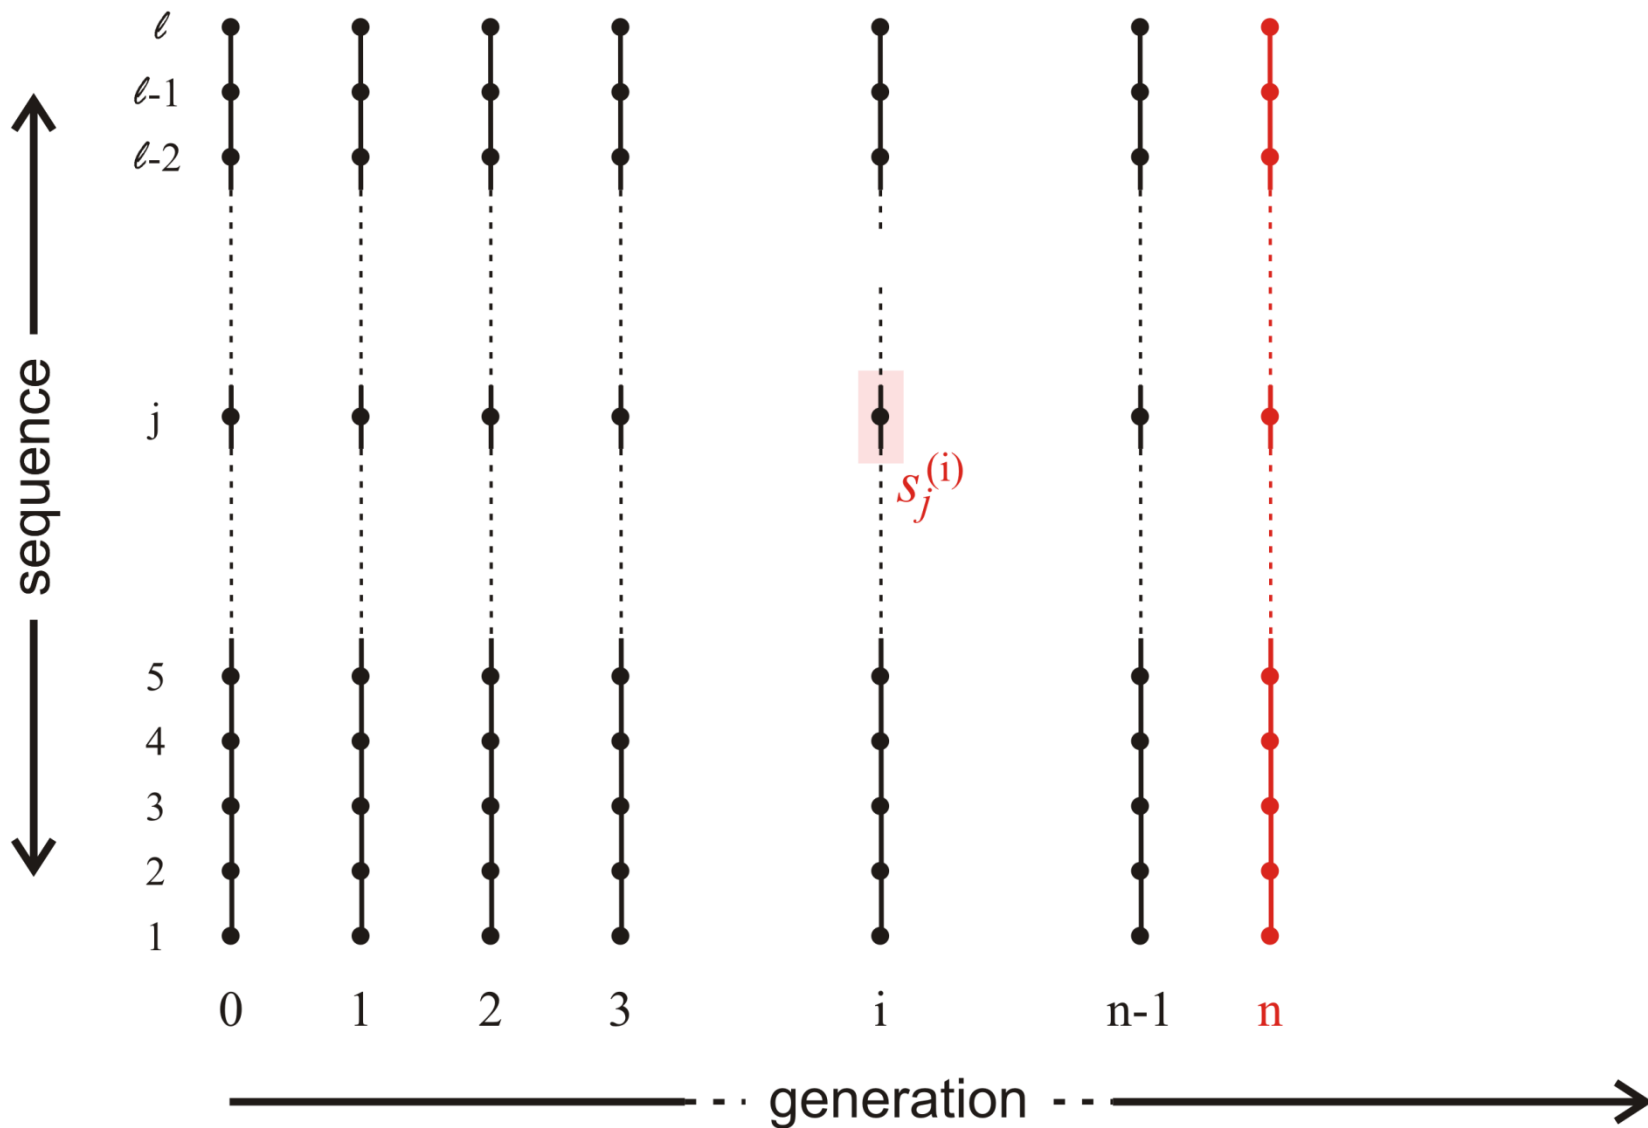 ℓ
ℓ-1
ℓ-2
sequence
j
s_j^(i)
5
4
3
2
1
0 1 2 3 i n-1 n
generation